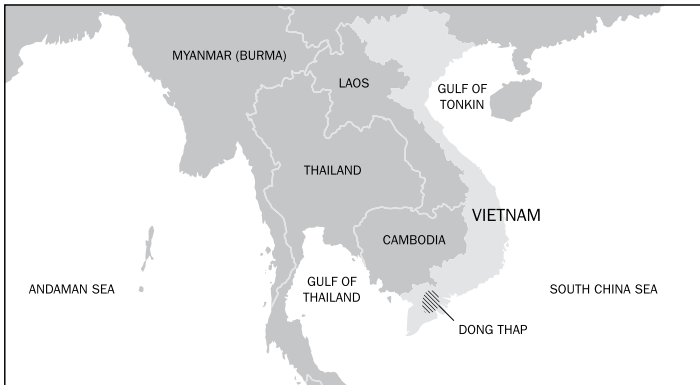 MYANMAR (BURMA)
LAOS
GULF OF
TONKIN
THAILAND
VIETNAM
CAMBODIA
ANDAMAN SEA
GULF OF
THAILAND
SOUTH CHINA SEA
DONG THAP